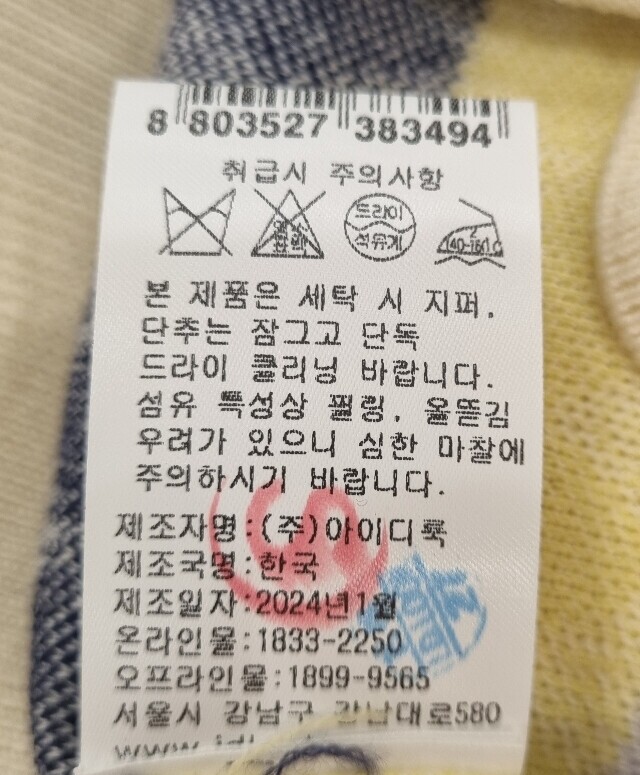 8 803527 383494
취급시 주의사항
드라이
석유계
140-160℃
본 제품은 세탁 시 지퍼,
단추는 잠그고 단독
드라이 클리닝 바랍니다.
섬유 특성상 필링, 올뜯김
우려가 있으니 심한 마찰에
주의하시기 바랍니다.
제조자명:(주)아이디룩
제조국명:한국
제조일자:2024년1월
온라인몰:1833-2250
오프라인몰:1899-9565
서울시 강남구 강남대로580